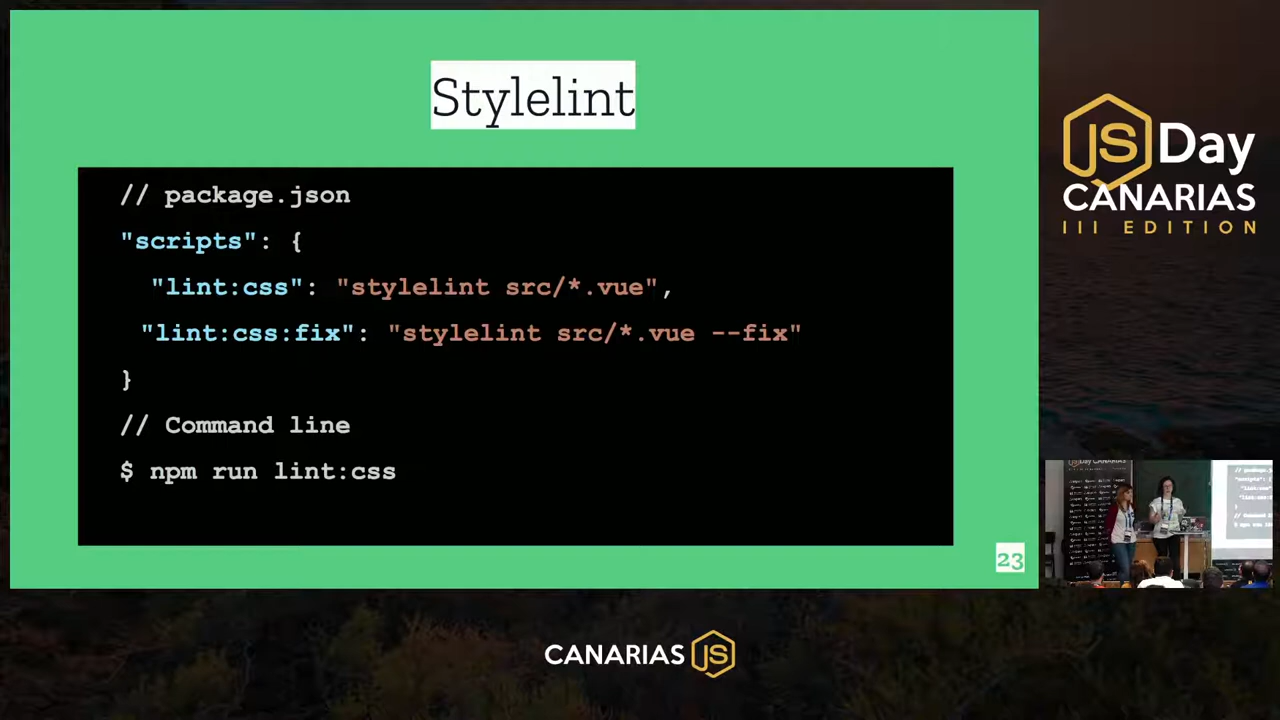 Stylelint
// package.json
"scripts": {
"lint:css": "stylelint src/*.vue",
"lint:css:fix": "stylelint src/*.vue --fix"
}
// Command line
$ npm run lint:css
23
JS Day
CANARIAS
III EDITION
CANARIAS JS